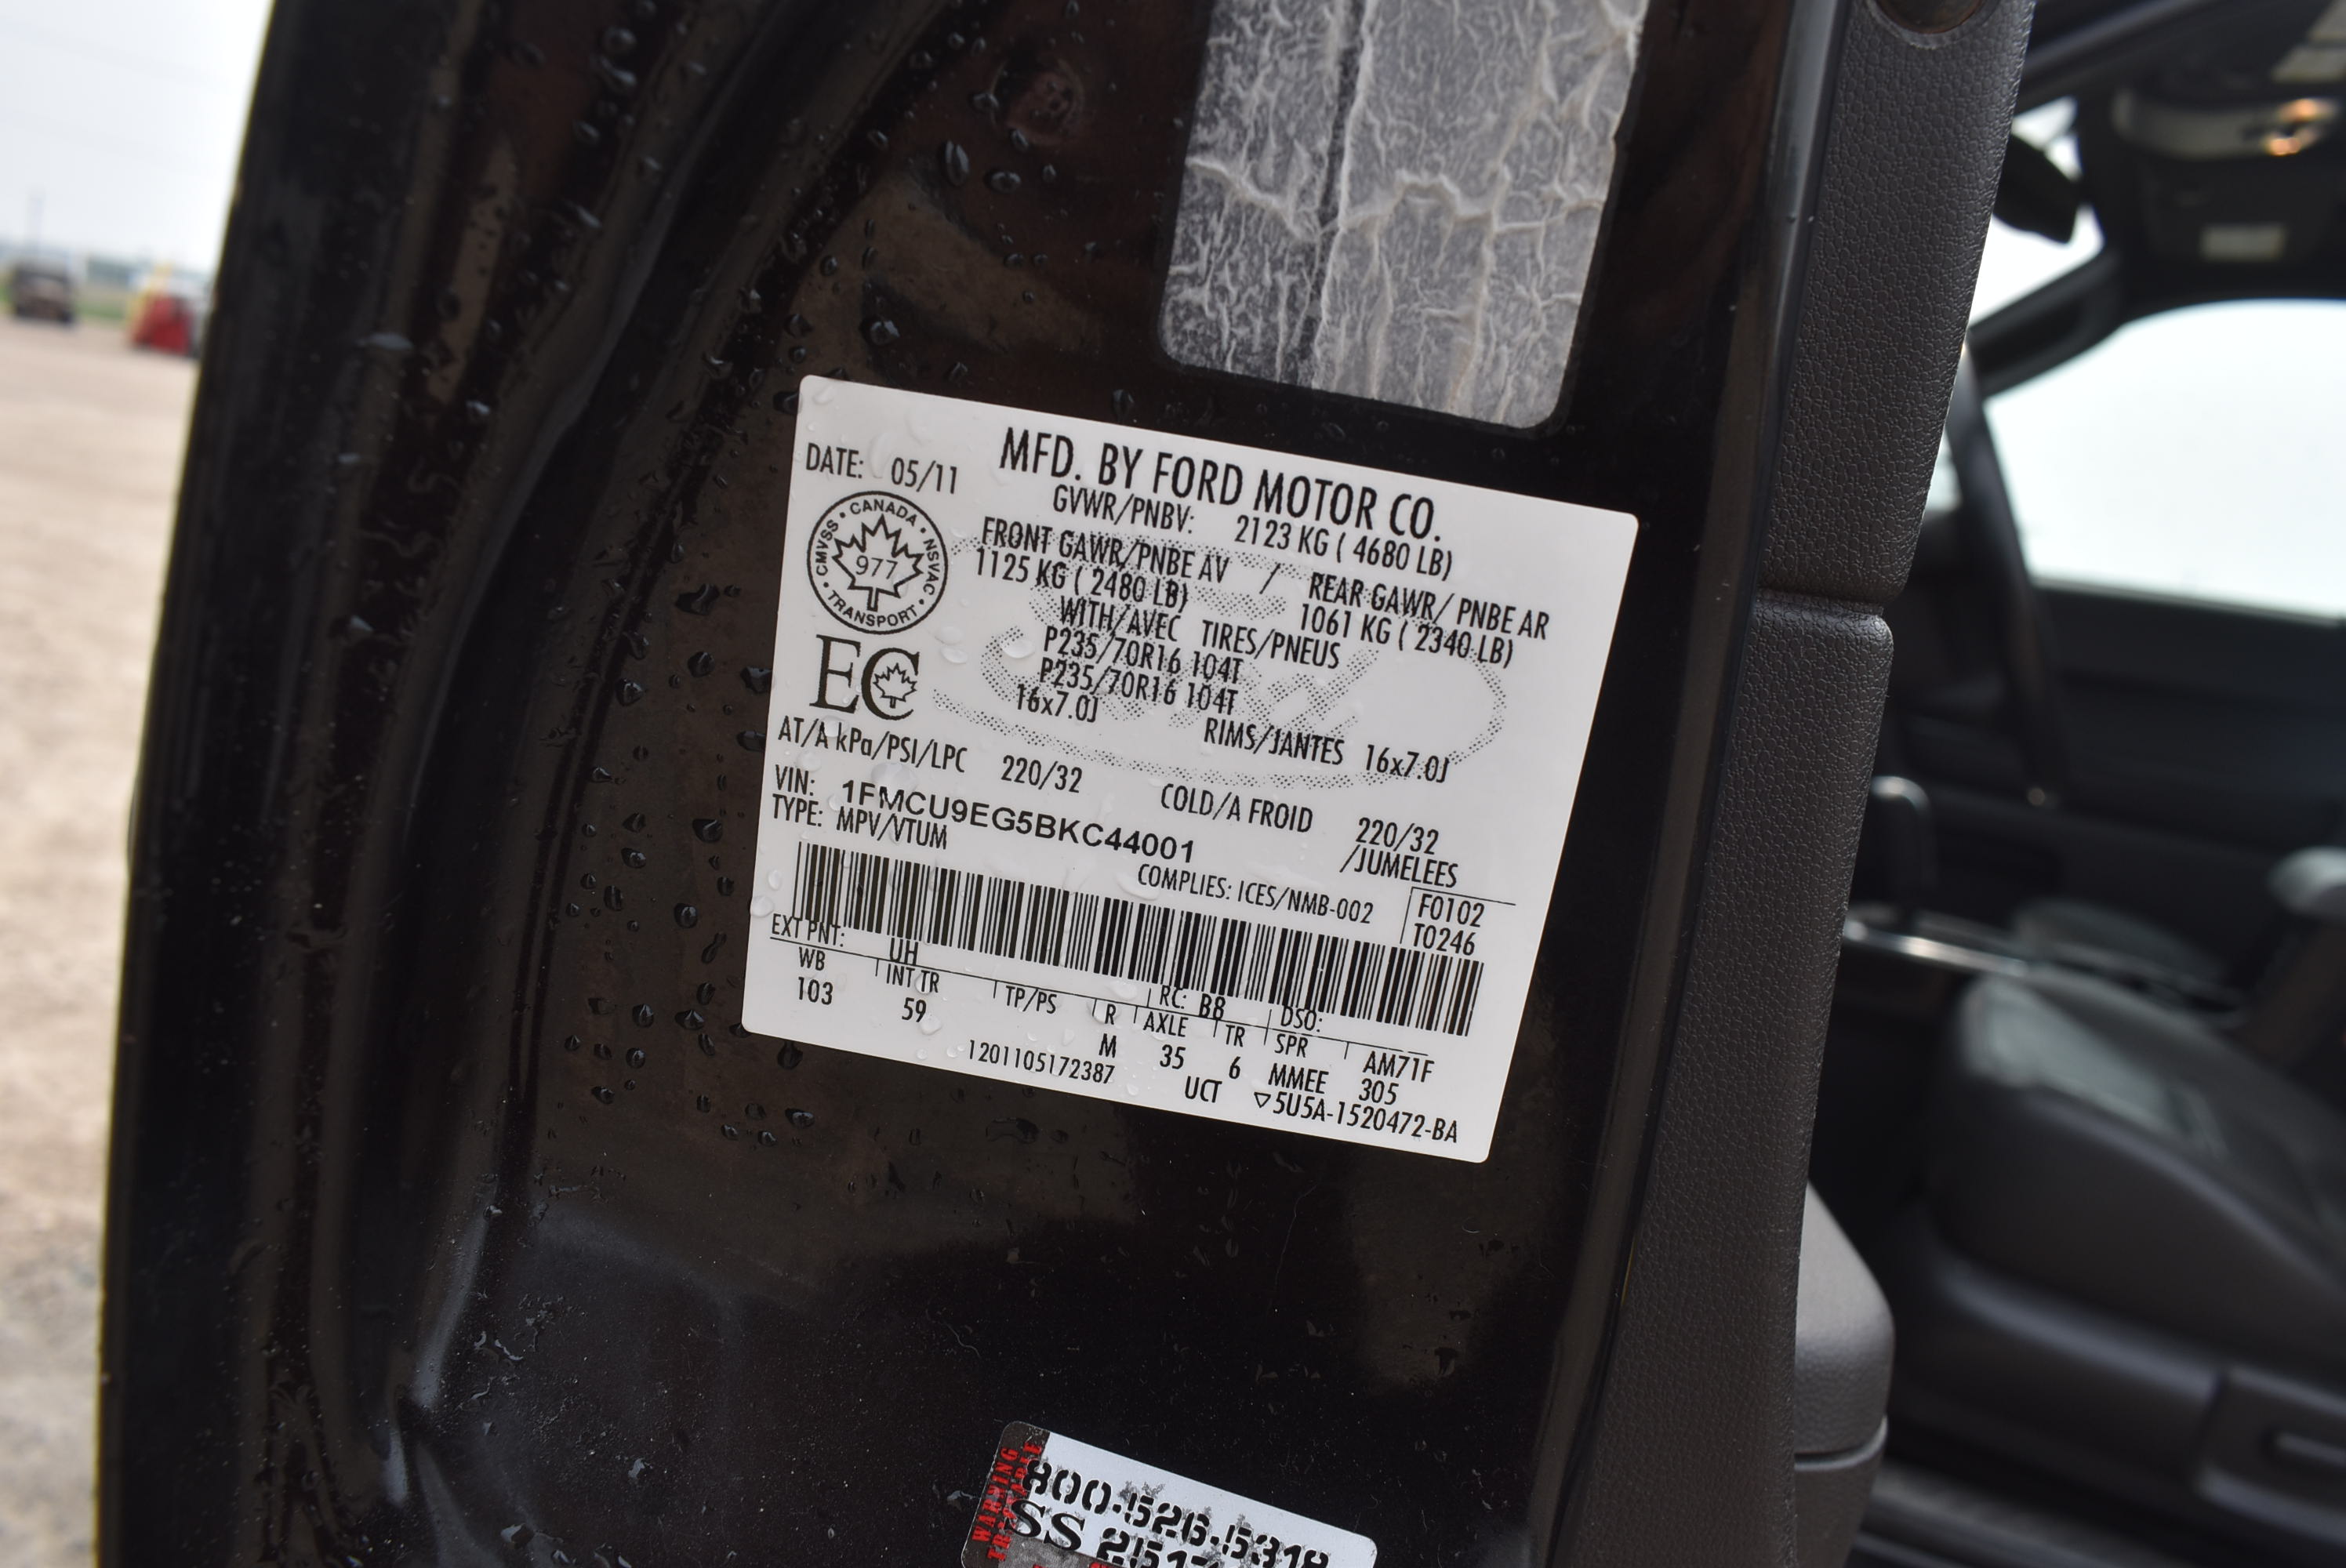 MFD. BY FORD MOTOR CO.
DATE: 05/11
GVWR/PNBV: 2123 KG ( 4680 LB)
FRONT GAWR/PNBE AV / REAR GAWR/ PNBE AR
1125 KG ( 2480 LB) 1061 KG ( 2340 LB)
WITH/AVEC TIRES/PNEUS
P235/70R16 104T
P235/70R16 104T
16x7.0J RIMS/JANTES 16x7.0J
CMVSS • CANADA • NSVAC • TRANSPORT •
977
EC
AT/A kPa/PSI/LPC 220/32 COLD/A FROID 220/32
VIN: 1FMCU9EG5BKC44001 /JUMELEES
TYPE: MPV/VTUM
COMPLIES: ICES/NMB-002
F0102
T0246
EXT PNT: UH RC: B8 DSO:
WB INT TR TP/PS R AXLE TR SPR AM71F
103 59 M 35 6 MMEE 305
1201105172387 UCT ▽5U5A-1520472-BA
WARNING
800-526-5318
SS